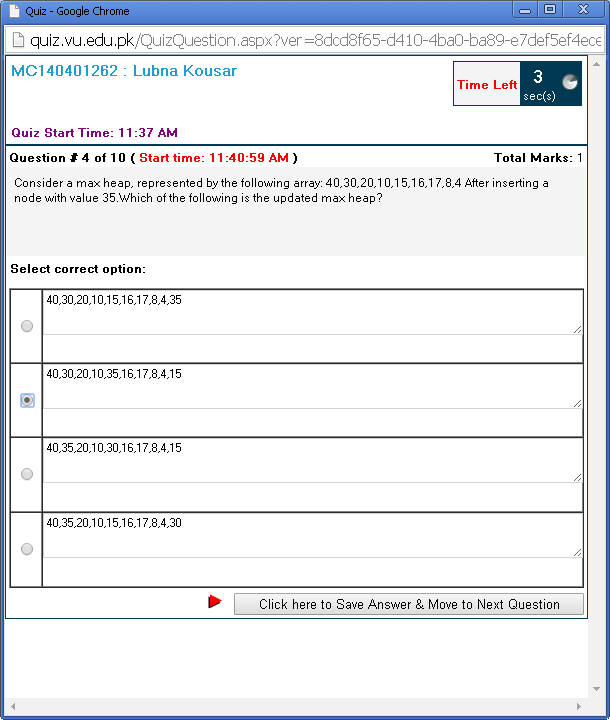 Quiz - Google Chrome
quiz.vu.edu.pk/QuizQuestion.aspx?ver=8dcd8f65-d410-4ba0-ba89-e7def5ef4ece
MC140401262 : Lubna Kousar
Time Left 3
sec(s)
Quiz Start Time: 11:37 AM
Question # 4 of 10 ( Start time: 11:40:59 AM ) Total Marks: 1
Consider a max heap, represented by the following array: 40,30,20,10,15,16,17,8,4 After inserting a
node with value 35.Which of the following is the updated max heap?
Select correct option:
40,30,20,10,15,16,17,8,4,35
40,30,20,10,35,16,17,8,4,15
40,35,20,10,30,16,17,8,4,15
40,35,20,10,15,16,17,8,4,30
Click here to Save Answer & Move to Next Question